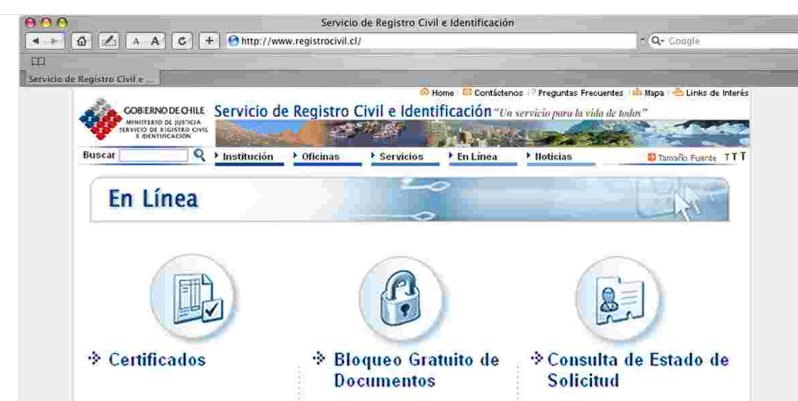 Servicio de Registro Civil e Identificación
A A
http://www.registrocivil.cl/
Q- Google
Servicio de Registro Civil e ...
Home Contáctenos Preguntas Frecuentes Mapa Links de Interés
GOBIERNO DE CHILE
MINISTERIO DE JUSTICIA
SERVICIO DE REGISTRO CIVIL
E IDENTIFICACIÓN
Servicio de Registro Civil e Identificación "Un servicio para la vida de todos"
Buscar
Institución Oficinas Servicios En Línea Noticias Tamaño Fuente T T T
En Línea
Certificados
Bloqueo Gratuito de
Documentos
Consulta de Estado de
Solicitud